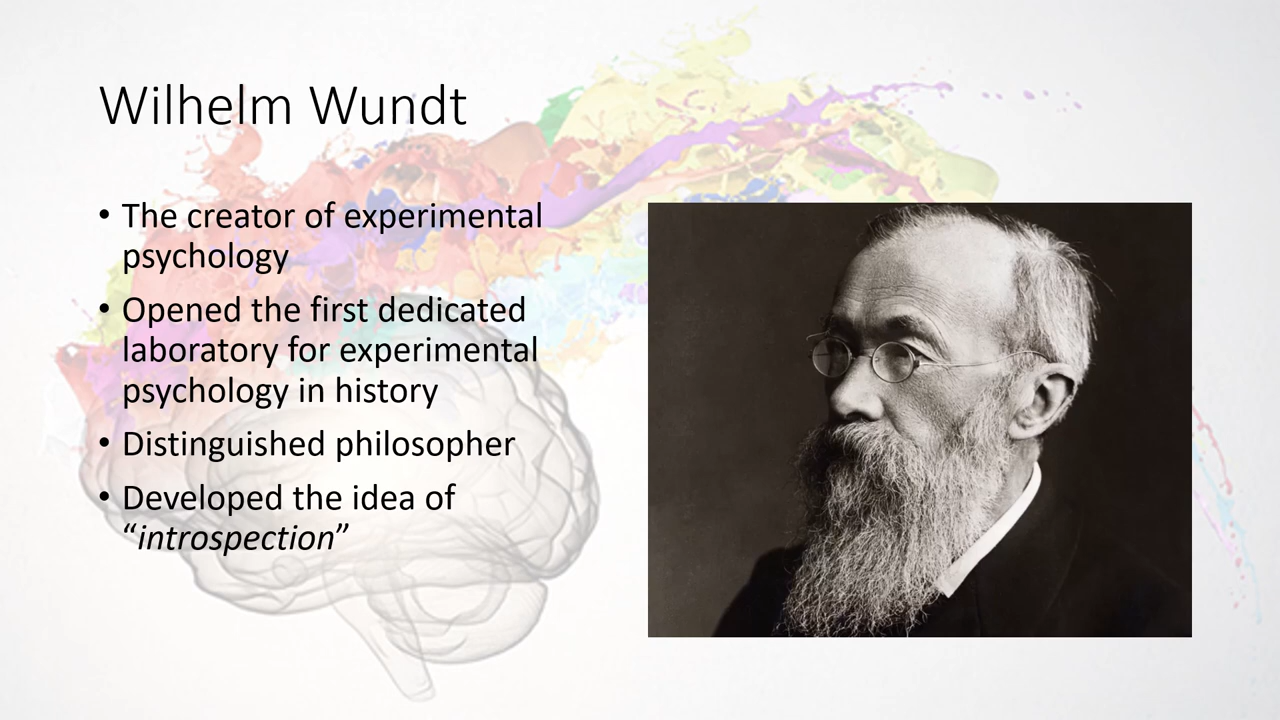 Wilhelm Wundt
• The creator of experimental
psychology
• Opened the first dedicated
laboratory for experimental
psychology in history
• Distinguished philosopher
• Developed the idea of
“introspection”